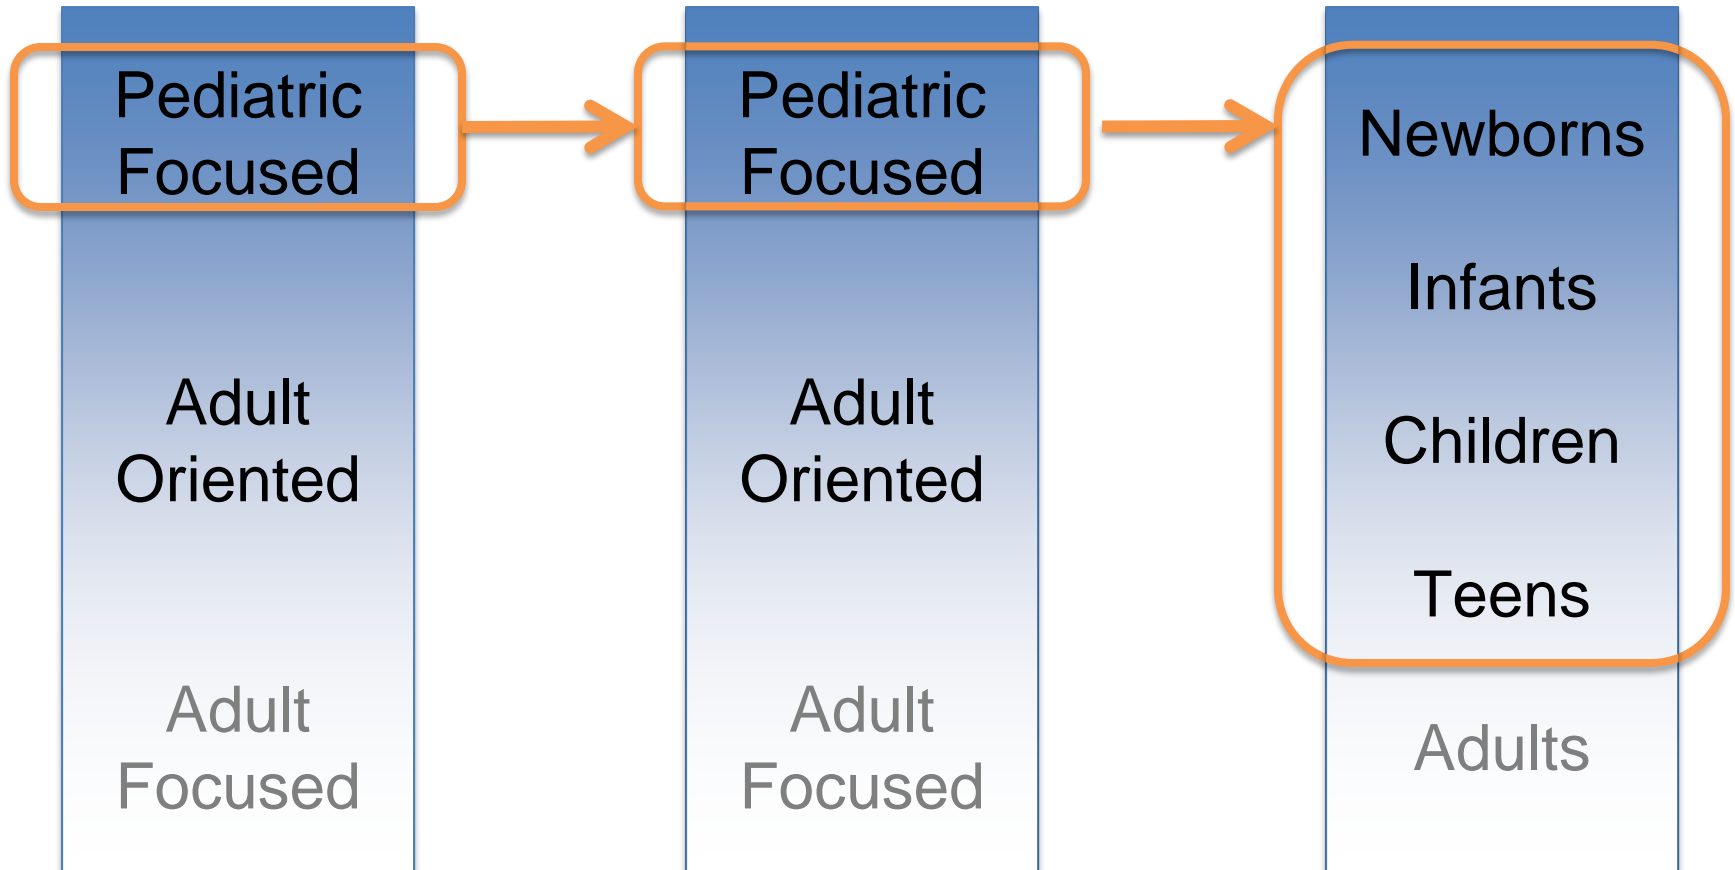 Pediatric
Focused
Adult
Oriented
Adult
Focused
Pediatric
Focused
Adult
Oriented
Adult
Focused
Newborns
Infants
Children
Teens
Adults